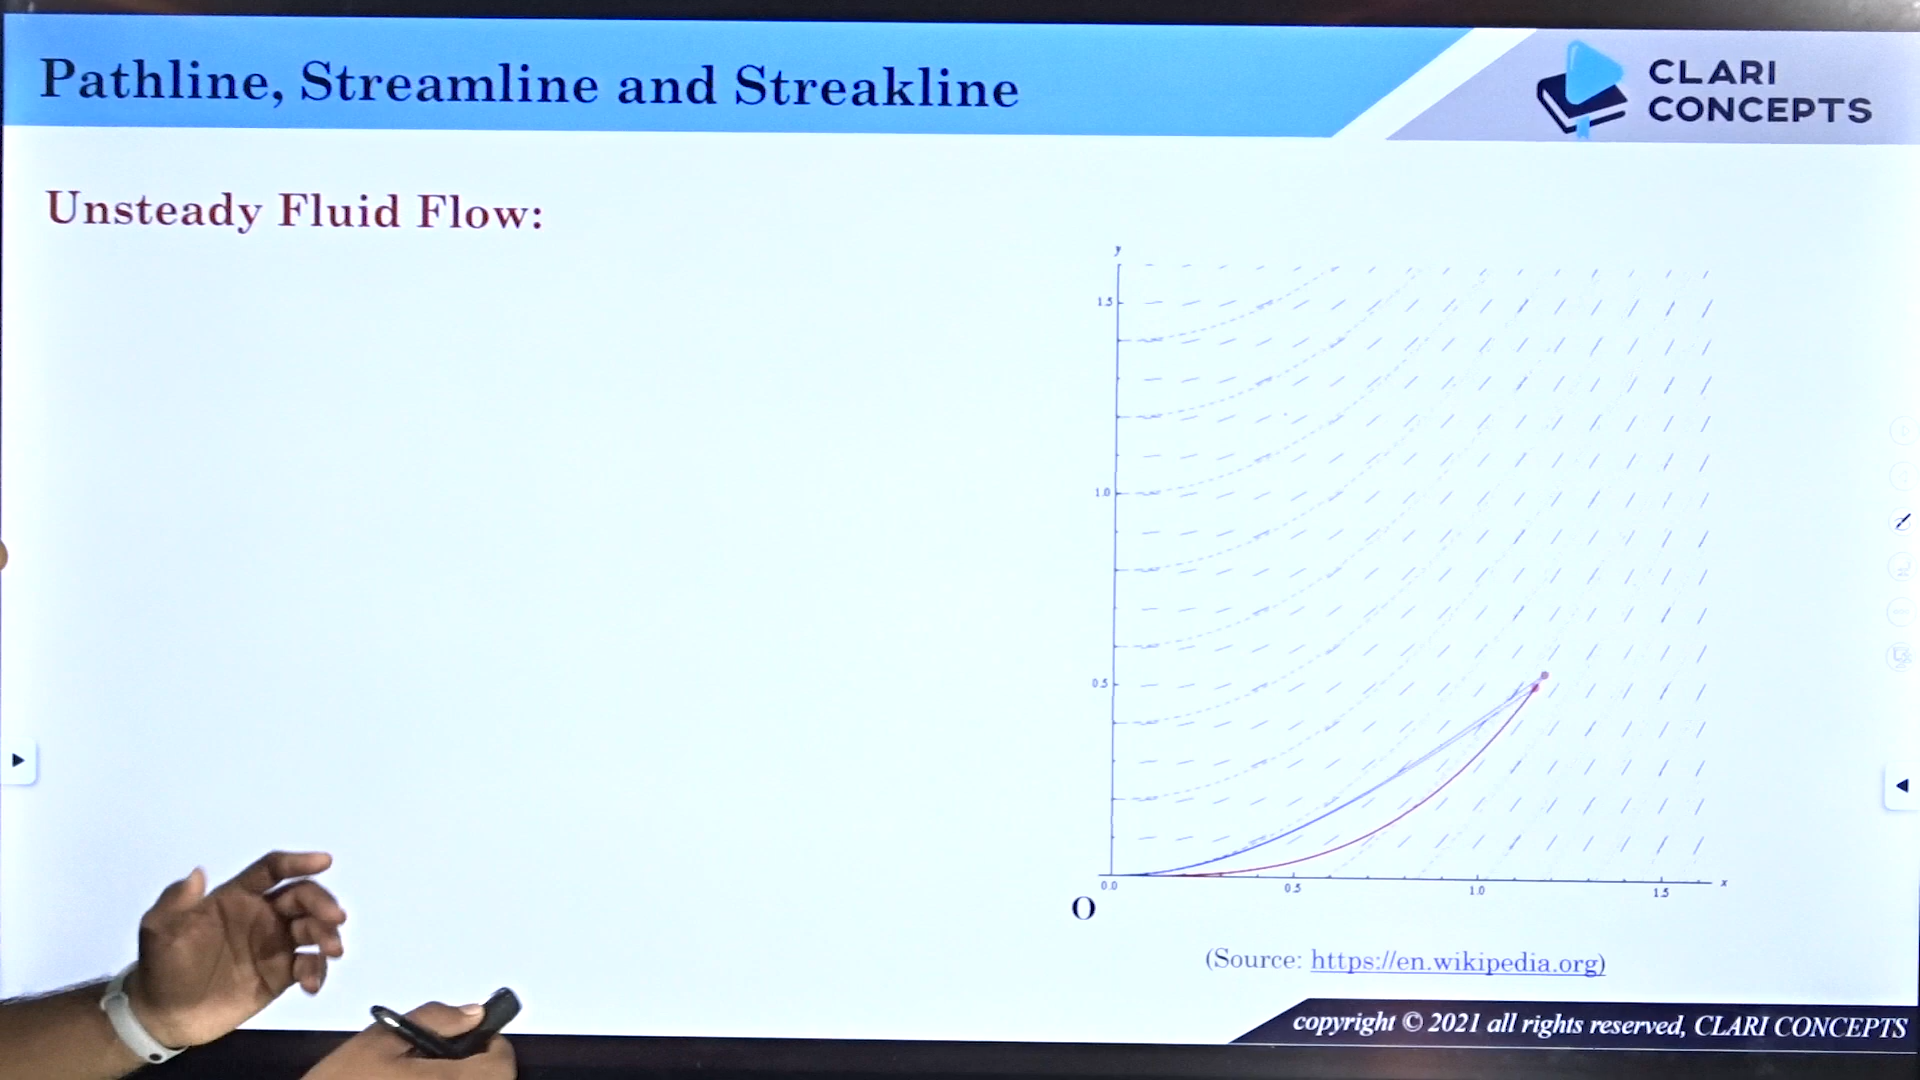 Pathline, Streamline and Streakline
CLARI
CONCEPTS
Unsteady Fluid Flow:
y
1.5
1.0
0.5
0.0
0.5
1.0
1.5
x
O
(Source: https://en.wikipedia.org)
copyright © 2021 all rights reserved, CLARI CONCEPTS